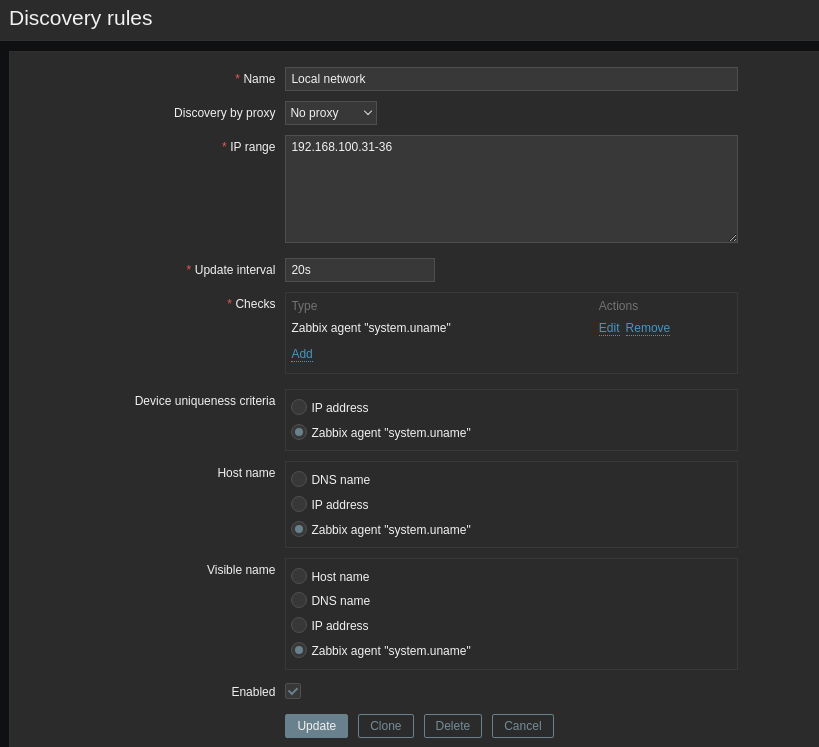 Discovery rules
* Name Local network
Discovery by proxy No proxy
* IP range 192.168.100.31-36
* Update interval 20s
* Checks Type Actions
Zabbix agent "system.uname" Edit Remove
Add
Device uniqueness criteria IP address
Zabbix agent "system.uname"
Host name DNS name
IP address
Zabbix agent "system.uname"
Visible name Host name
DNS name
IP address
Zabbix agent "system.uname"
Enabled
Update Clone Delete Cancel